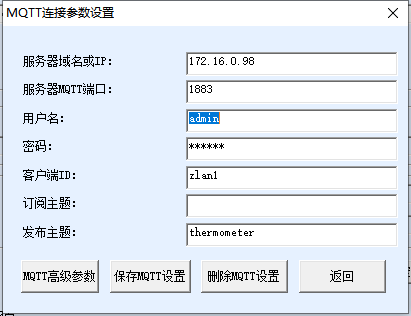 MQTT连接参数设置
服务器域名或IP: 172.16.0.98
服务器MQTT端口: 1883
用户名: admin
密码: ******
客户端ID: zlan1
订阅主题:
发布主题: thermometer
MQTT高级参数 保存MQTT设置 删除MQTT设置 返回